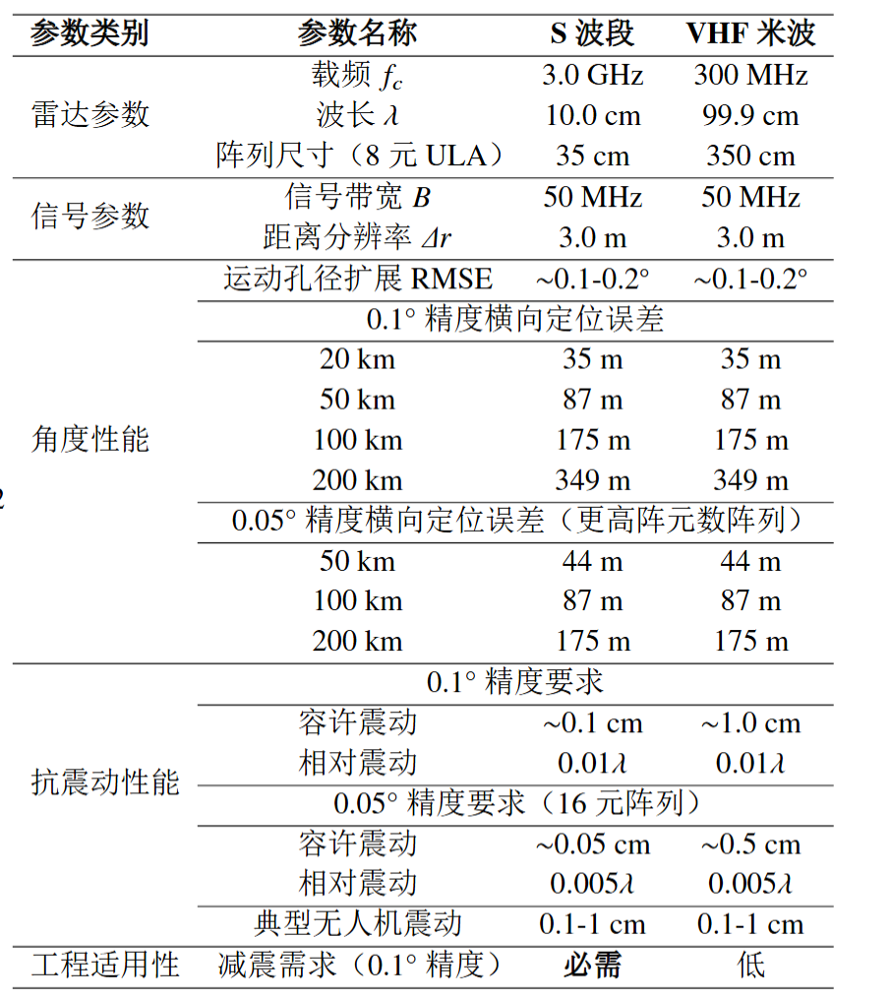 参数类别 参数名称 S 波段 VHF 米波
载频 fc 3.0 GHz 300 MHz
雷达参数 波长 λ 10.0 cm 99.9 cm
阵列尺寸（8 元 ULA） 35 cm 350 cm
信号带宽 B 50 MHz 50 MHz
信号参数
距离分辨率 Δr 3.0 m 3.0 m
运动孔径扩展 RMSE ~0.1-0.2° ~0.1-0.2°
0.1° 精度横向定位误差
20 km 35 m 35 m
50 km 87 m 87 m
角度性能 100 km 175 m 175 m
200 km 349 m 349 m
2
0.05° 精度横向定位误差（更高阵元数阵列）
50 km 44 m 44 m
100 km 87 m 87 m
200 km 175 m 175 m
0.1° 精度要求
容许震动 ~0.1 cm ~1.0 cm
相对震动 0.01λ 0.01λ
抗震动性能
0.05° 精度要求（16 元阵列）
容许震动 ~0.05 cm ~0.5 cm
相对震动 0.005λ 0.005λ
典型无人机震动 0.1-1 cm 0.1-1 cm
工程适用性 减震需求（0.1° 精度） 必需 低